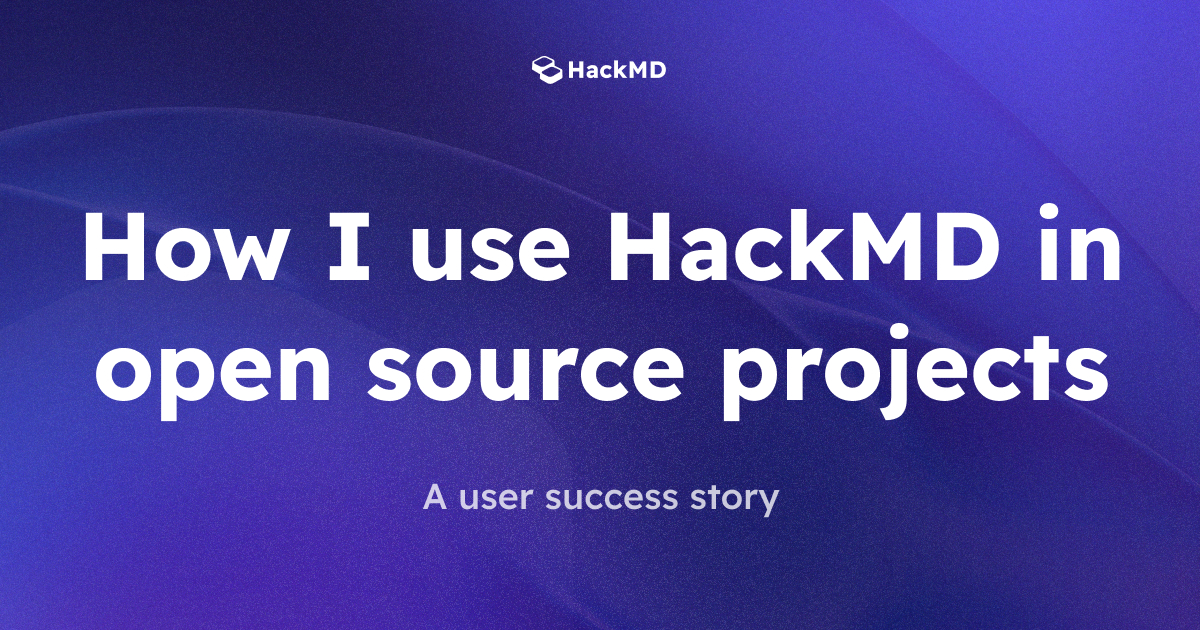 HackMD
How I use HackMD in
open source projects
A user success story